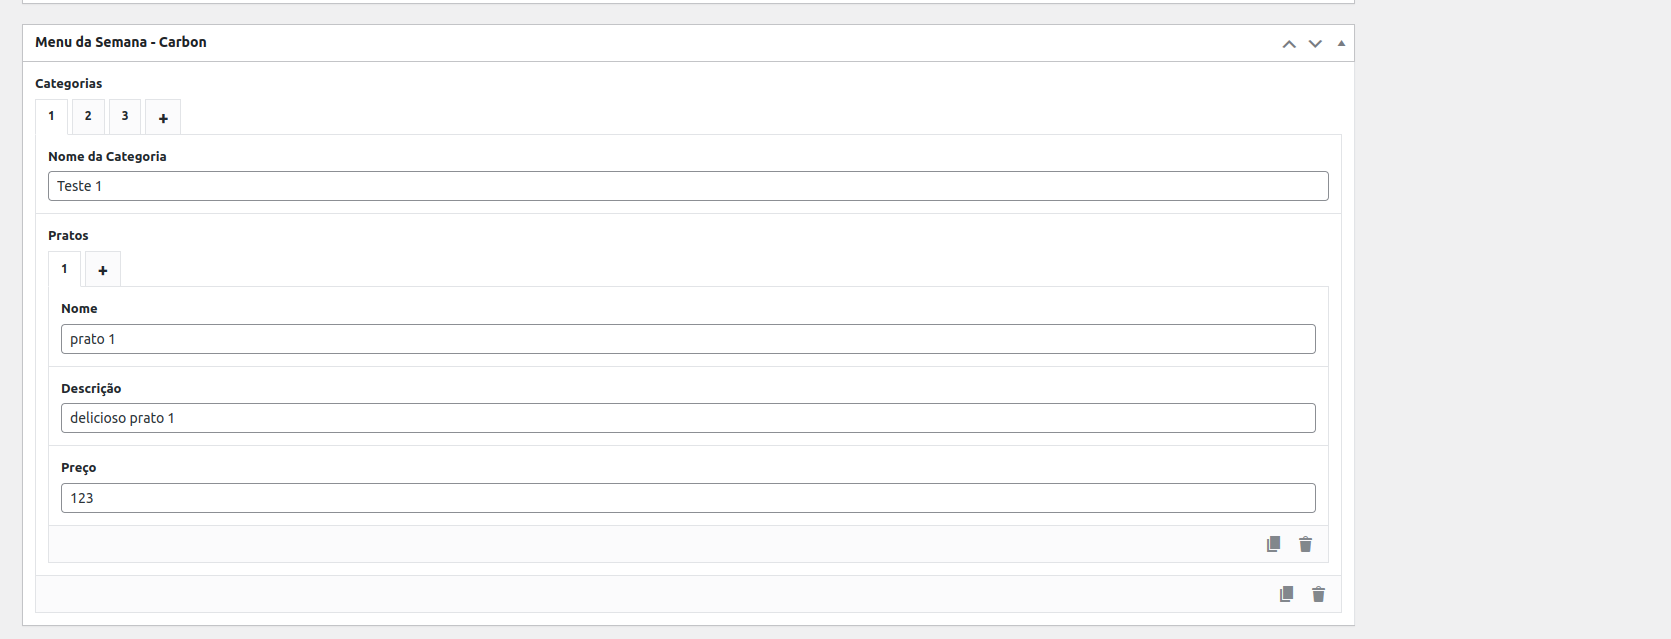 Menu da Semana - Carbon
Categorias
1 2 3 +
Nome da Categoria
Teste 1
Pratos
1 +
Nome
prato 1
Descrição
delicioso prato 1
Preço
123